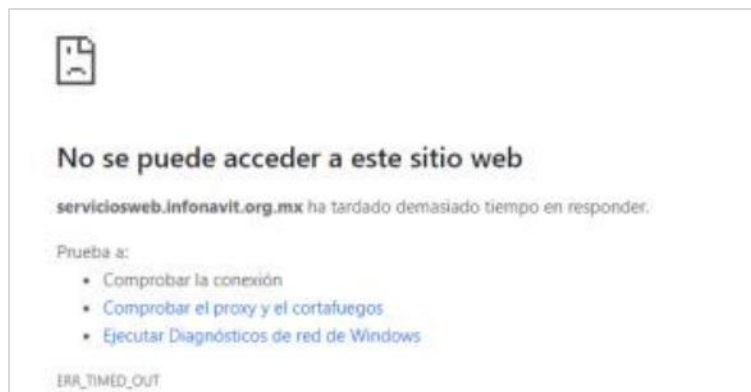 No se puede acceder a este sitio web
serviciosweb.infonavit.org.mx ha tardado demasiado tiempo en responder.
Prueba a:
• Comprobar la conexión
• Comprobar el proxy y el cortafuegos
• Ejecutar Diagnósticos de red de Windows
ERR_TIMED_OUT